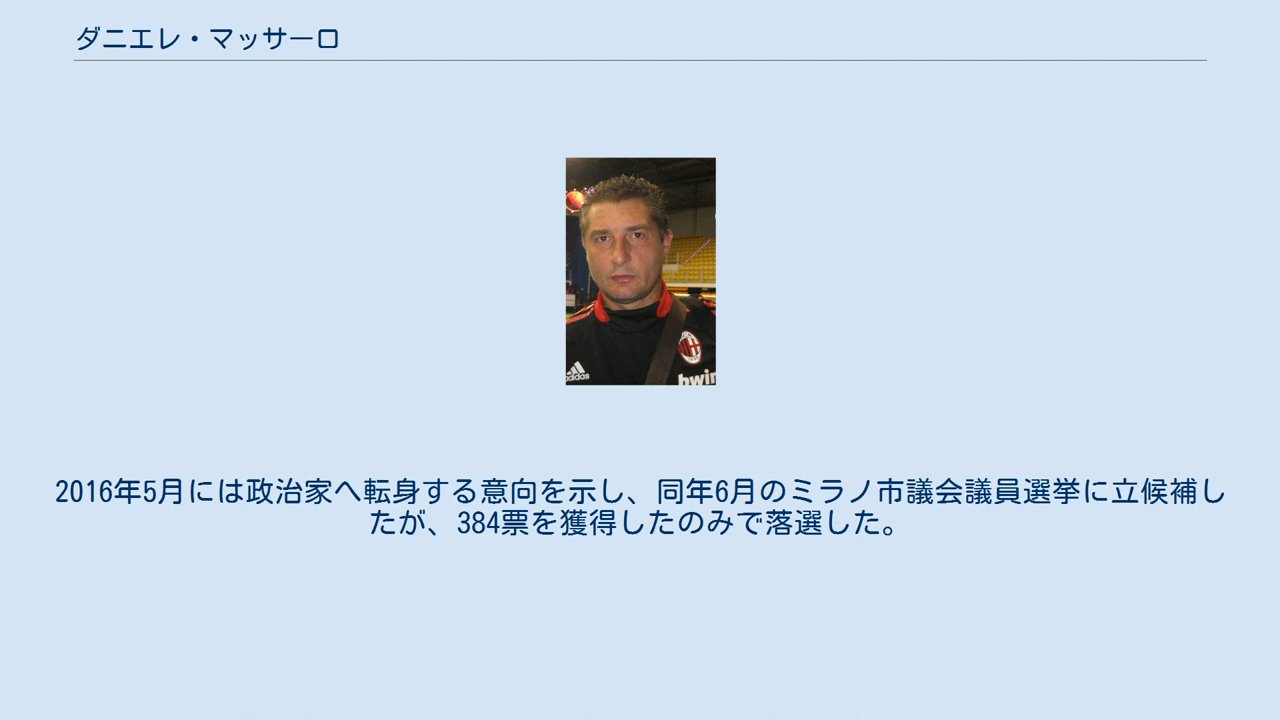 ダニエレ・マッサーロ
adidas
bwin
2016年5月には政治家へ転身する意向を示し、同年6月のミラノ市議会議員選挙に立候補し
たが、384票を獲得したのみで落選した。